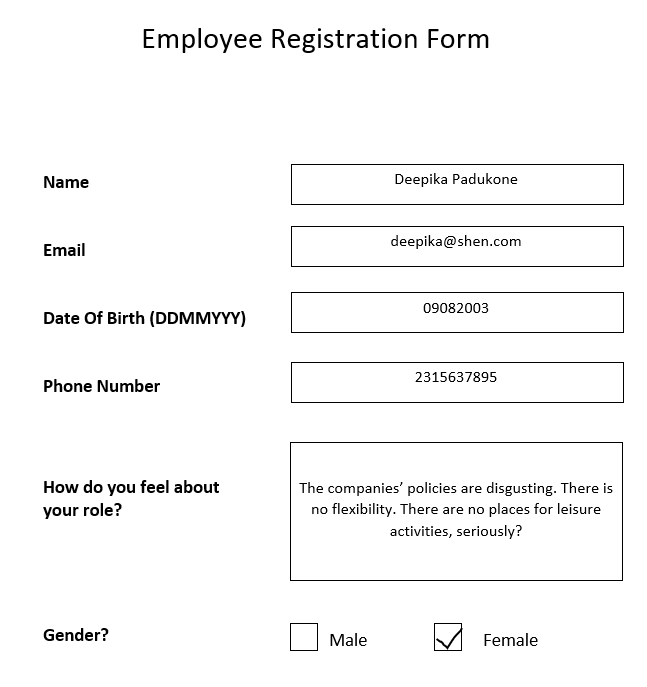 Employee Registration Form
Name
Deepika Padukone
Email
deepika@shen.com
Date Of Birth (DDMMYYY)
09082003
Phone Number
2315637895
How do you feel about
your role?
The companies’ policies are disgusting. There is
no flexibility. There are no places for leisure
activities, seriously?
Gender?
Male
Female